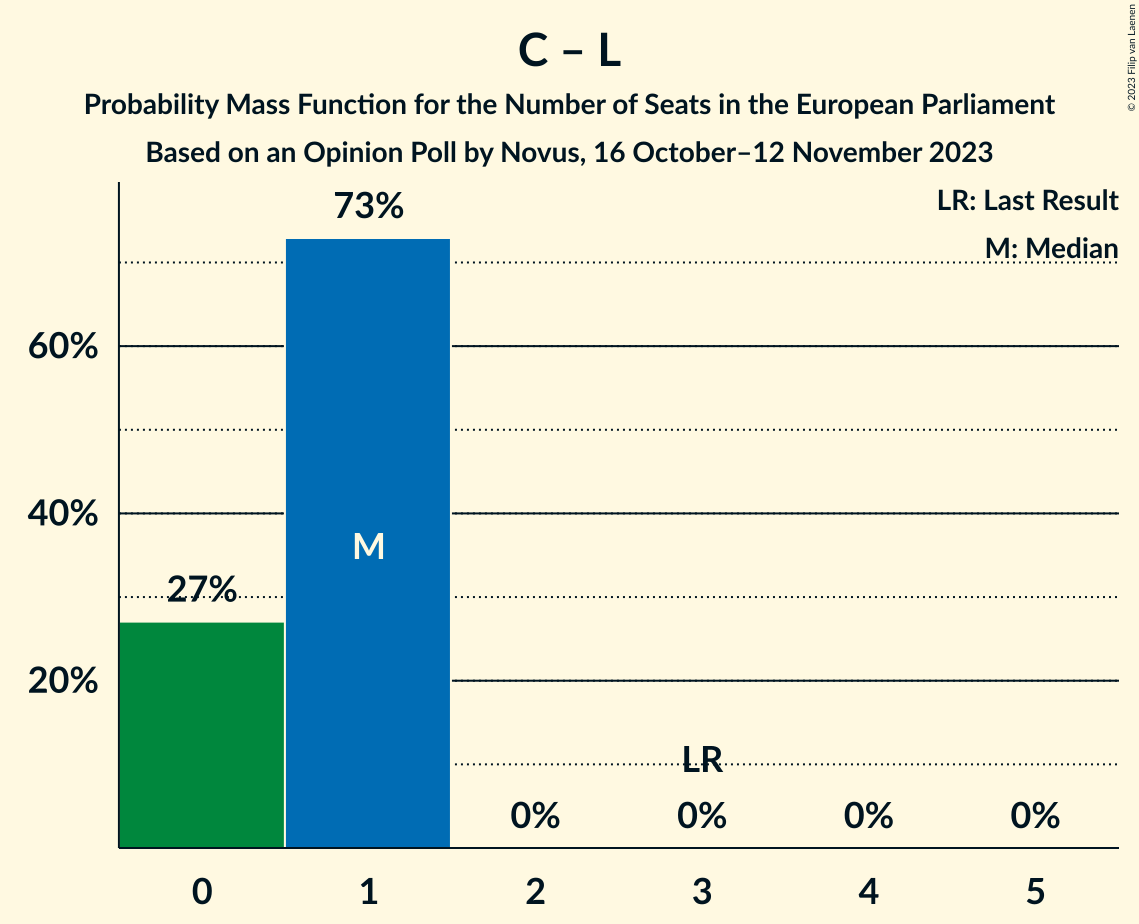 C – L
Probability Mass Function for the Number of Seats in the European Parliament
Based on an Opinion Poll by Novus, 16 October–12 November 2023
© 2023 Filip van Laenen
LR: Last Result
M: Median
73%
60%
40%
M
27%
20%
LR
0% 0% 0% 0%
0 1 2 3 4 5